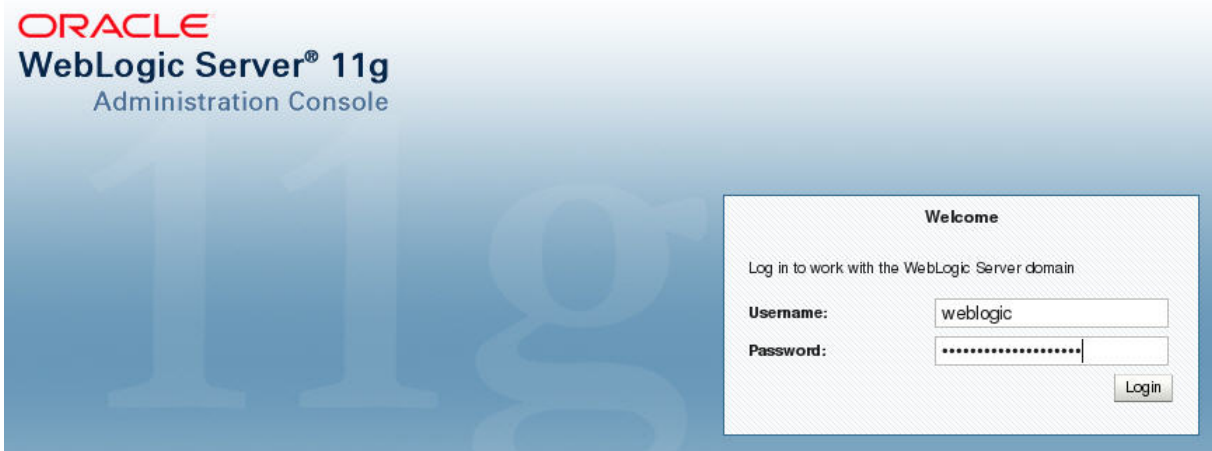 ORACLE
WebLogic Server® 11g
Administration Console
11g
Welcome
Log in to work with the WebLogic Server domain
Username: weblogic
Password: ••••••••••••••••••••
Login